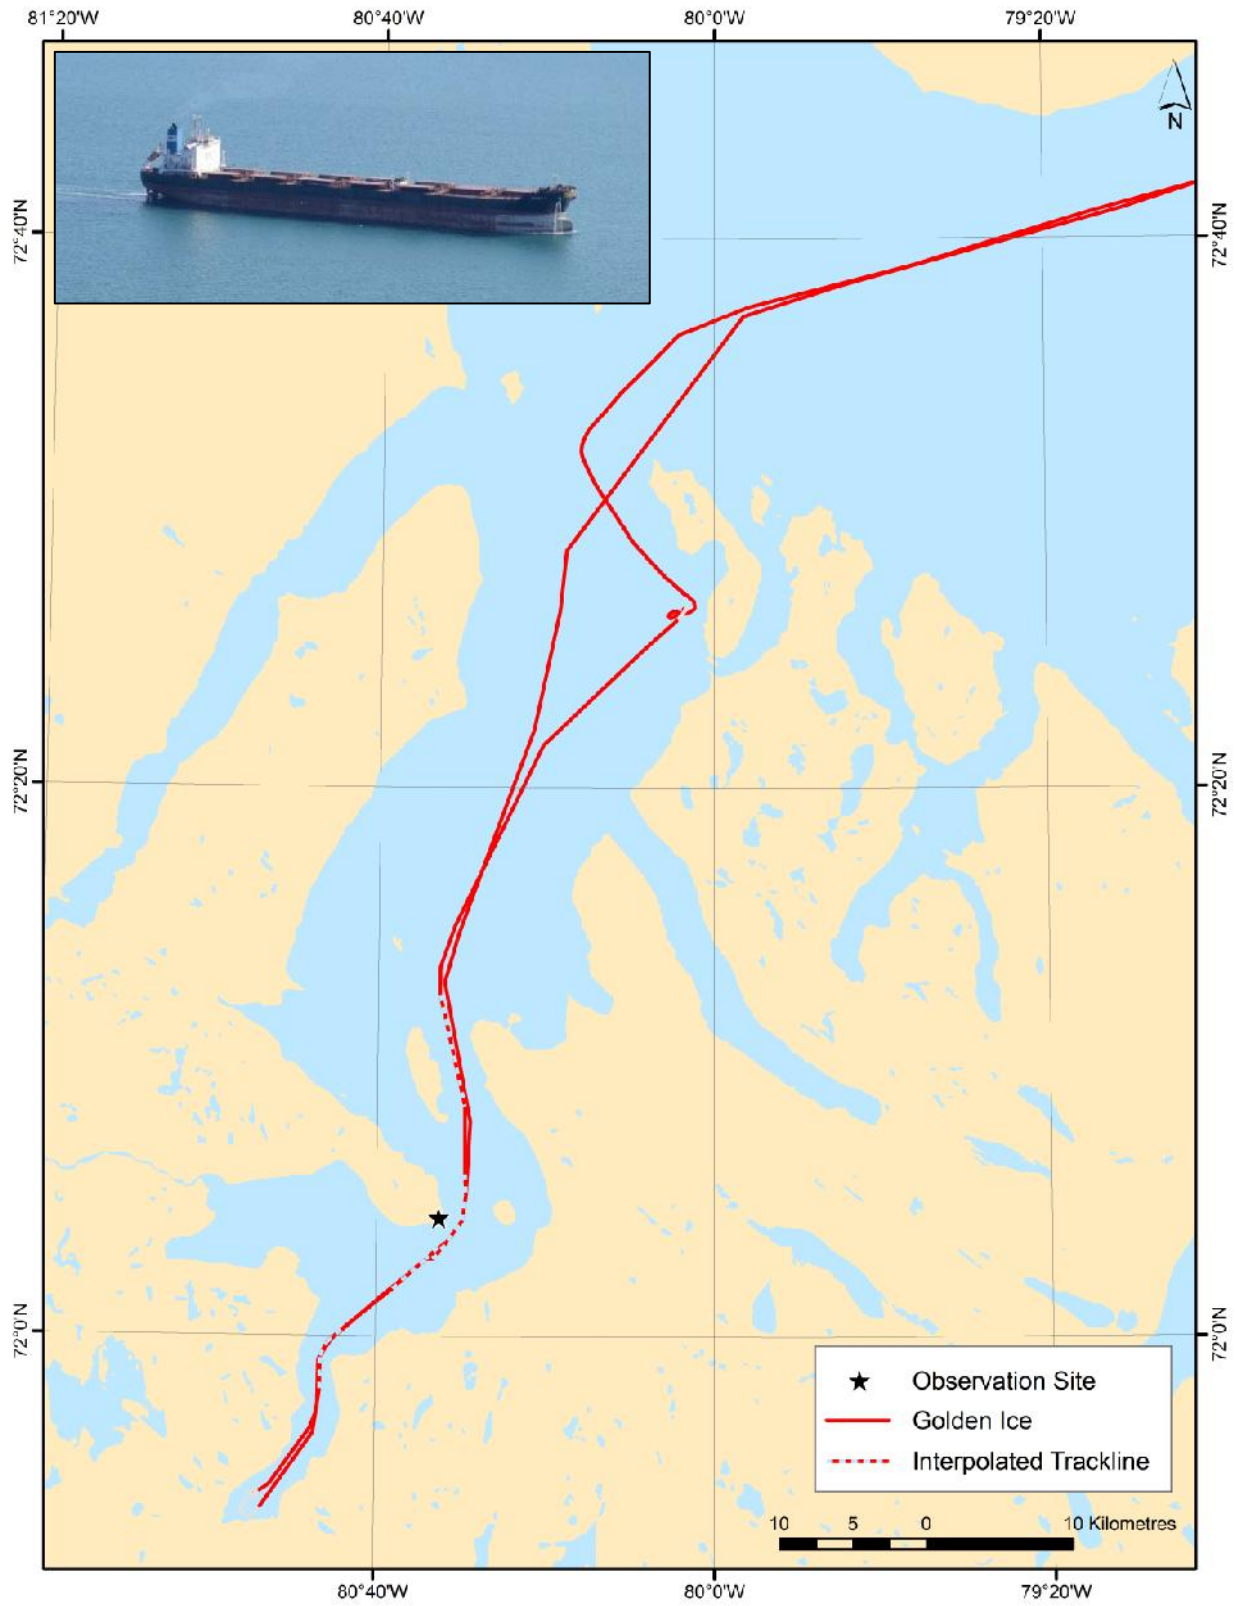 81°20'W 80°40'W 80°0'W 79°20'W
N
72°40'N 72°40'N
72°20'N 72°20'N
72°0'N 72°0'N
Observation Site
Golden Ice
Interpolated Trackline
10 5 0 10 Kilometres
80°40'W 80°0'W 79°20'W